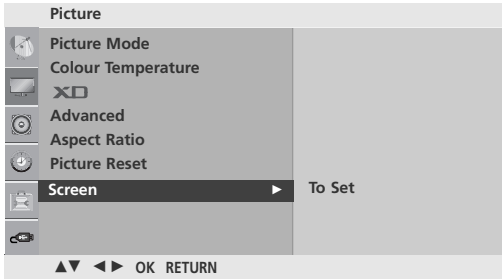 Picture
Picture Mode
Colour Temperature
XD
Advanced
Aspect Ratio
Picture Reset
Screen ► To Set
▲▼ ◄► OK RETURN